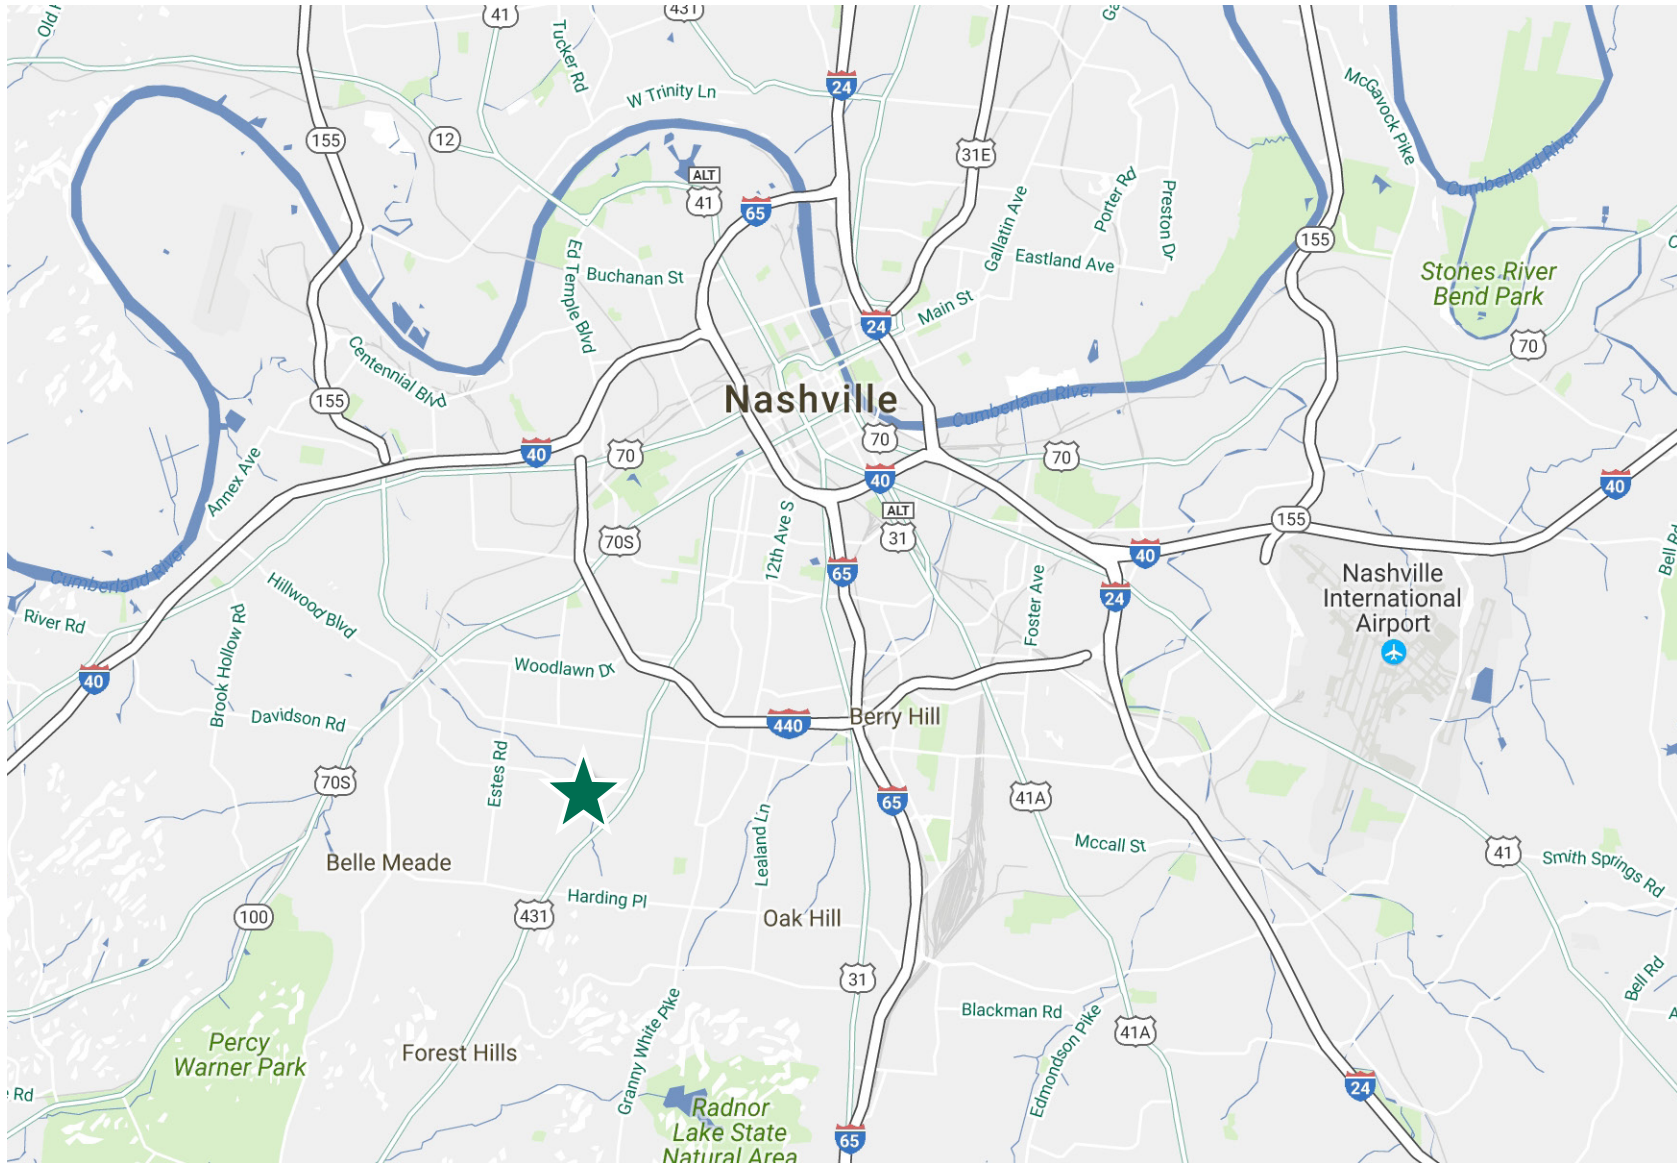 41
431
Tucker Rd
24
W Trinity Ln
McGavock Pike
155
12
31E
Cumberland River
ALT
41
65
Porter Rd
Preston Dr
Gallatin Ave
155
Ed Temple Blvd
Buchanan St
Eastland Ave
Stones River
Bend Park
Main St
24
70
Centennial Blvd
155
Nashville
Cumberland River
70
40
70
70
Annex Ave
40
40
ALT
31
155
70S
12th Ave S
65
40
Cumberland River
Bell Rd
Hillwood Blvd
Foster Ave
24
Nashville
International
Airport
River Rd
Brook Hollow Rd
Woodlawn Dr
40
Davidson Rd
440
Berry Hill
70S
Estes Rd
65
41A
Lealand Ln
Mccall St
41
Smith Springs Rd
Belle Meade
Harding Pl
100
431
Oak Hill
31
Bell Rd
Granny White Pike
Blackman Rd
Edmondson Pike
41A
Percy
Warner Park
Forest Hills
24
Rd
Radnor
Lake State
Natural Area
65